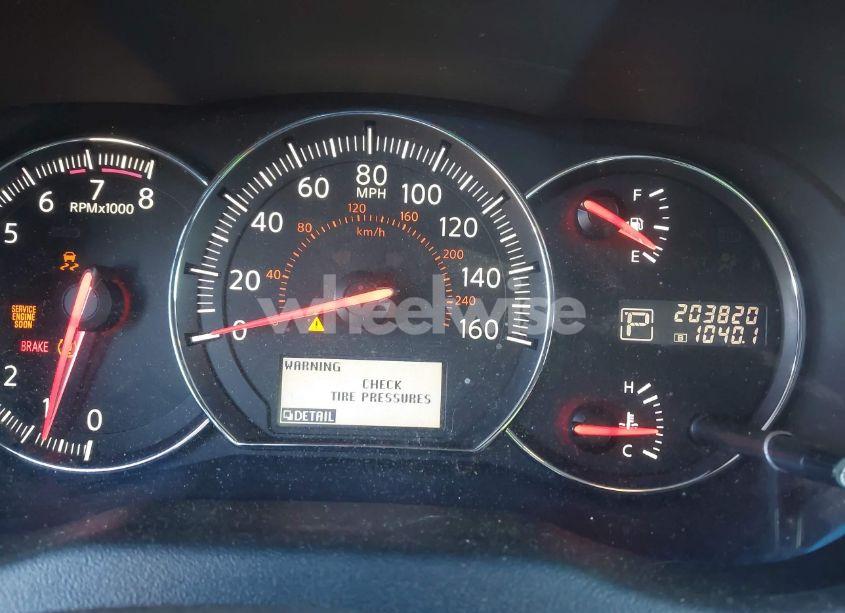 5 6 7 8
RPMx1000
SERVICE
ENGINE
SOON
BRAKE
2 1 0
0 20 40 60 80 100 120 140 160
MPH
40 80 120 160 200 240
km/h
wheelwise
WARNING
CHECK
TIRE PRESSURES
DETAIL
F
E
P 203820
B 1040.1
H
C